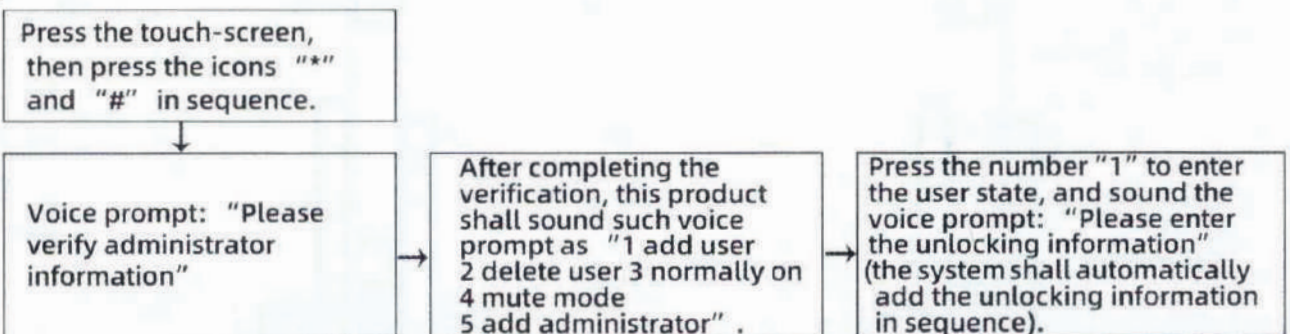 Press the touch-screen,
then press the icons “*”
and “#” in sequence.
Voice prompt: “Please
verify administrator
information”
After completing the
verification, this product
shall sound such voice
prompt as “1 add user
2 delete user 3 normally on
4 mute mode
5 add administrator” .
Press the number “1” to enter
the user state, and sound the
voice prompt: “Please enter
the unlocking information”
(the system shall automatically
add the unlocking information
in sequence).